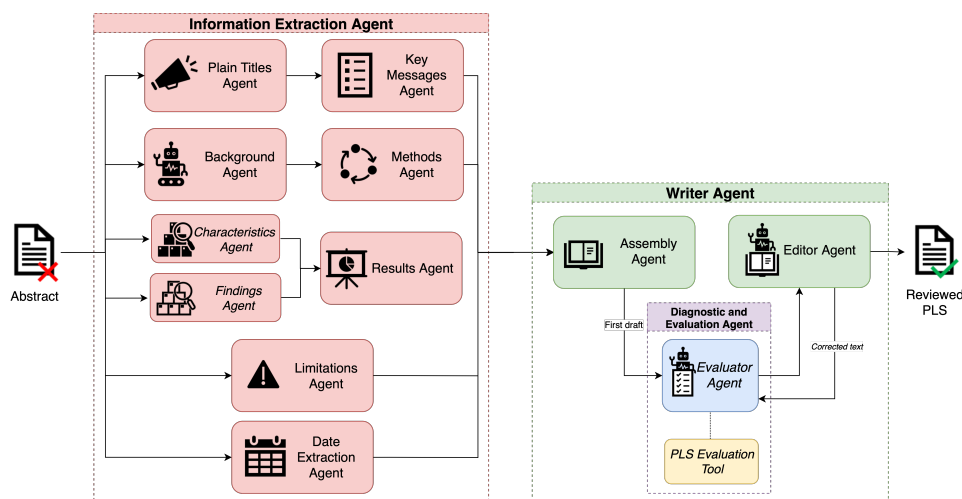 Information Extraction Agent
Plain Titles
Agent
Key
Messages
Agent
Background
Agent
Methods
Agent
Characteristics
Agent
Findings
Agent
Results Agent
Limitations
Agent
Date
Extraction
Agent
Abstract
Writer Agent
Assembly
Agent
Editor Agent
First draft
Diagnostic and
Evaluation Agent
Evaluator
Agent
Corrected text
PLS Evaluation
Tool
Reviewed
PLS